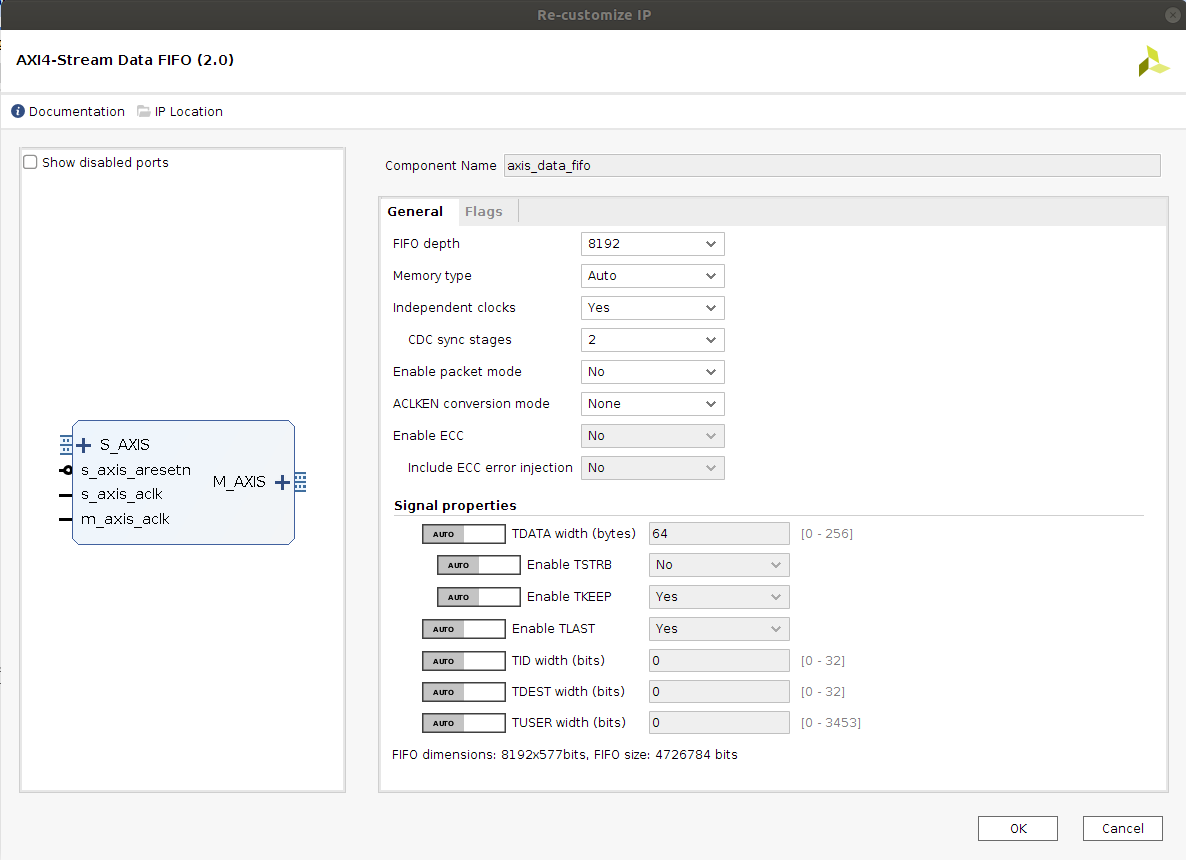 Re-customize IP
AXI4-Stream Data FIFO (2.0)
Documentation IP Location
Show disabled ports
S_AXIS
s_axis_aresetn
s_axis_aclk
m_axis_aclk
M_AXIS
Component Name axis_data_fifo
General Flags
FIFO depth 8192
Memory type Auto
Independent clocks Yes
CDC sync stages 2
Enable packet mode No
ACLKEN conversion mode None
Enable ECC No
Include ECC error injection No
Signal properties
AUTO TDATA width (bytes) 64 [0 - 256]
AUTO Enable TSTRB No
AUTO Enable TKEEP Yes
AUTO Enable TLAST Yes
AUTO TID width (bits) 0 [0 - 32]
AUTO TDEST width (bits) 0 [0 - 32]
AUTO TUSER width (bits) 0 [0 - 3453]
FIFO dimensions: 8192x577bits, FIFO size: 4726784 bits
OK Cancel